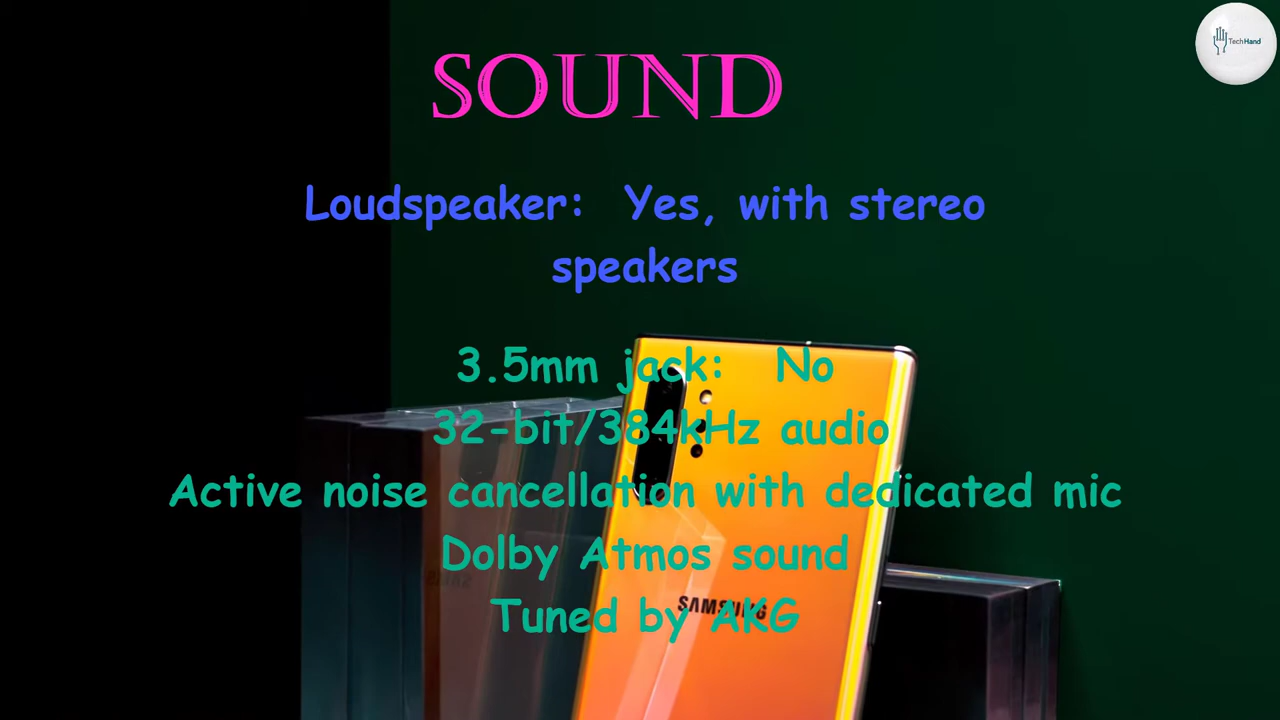 SOUND
TechHand
Loudspeaker: Yes, with stereo
speakers
3.5mm jack: No
32-bit/384kHz audio
Active noise cancellation with dedicated mic
Dolby Atmos sound
SAMSUNG
Tuned by AKG